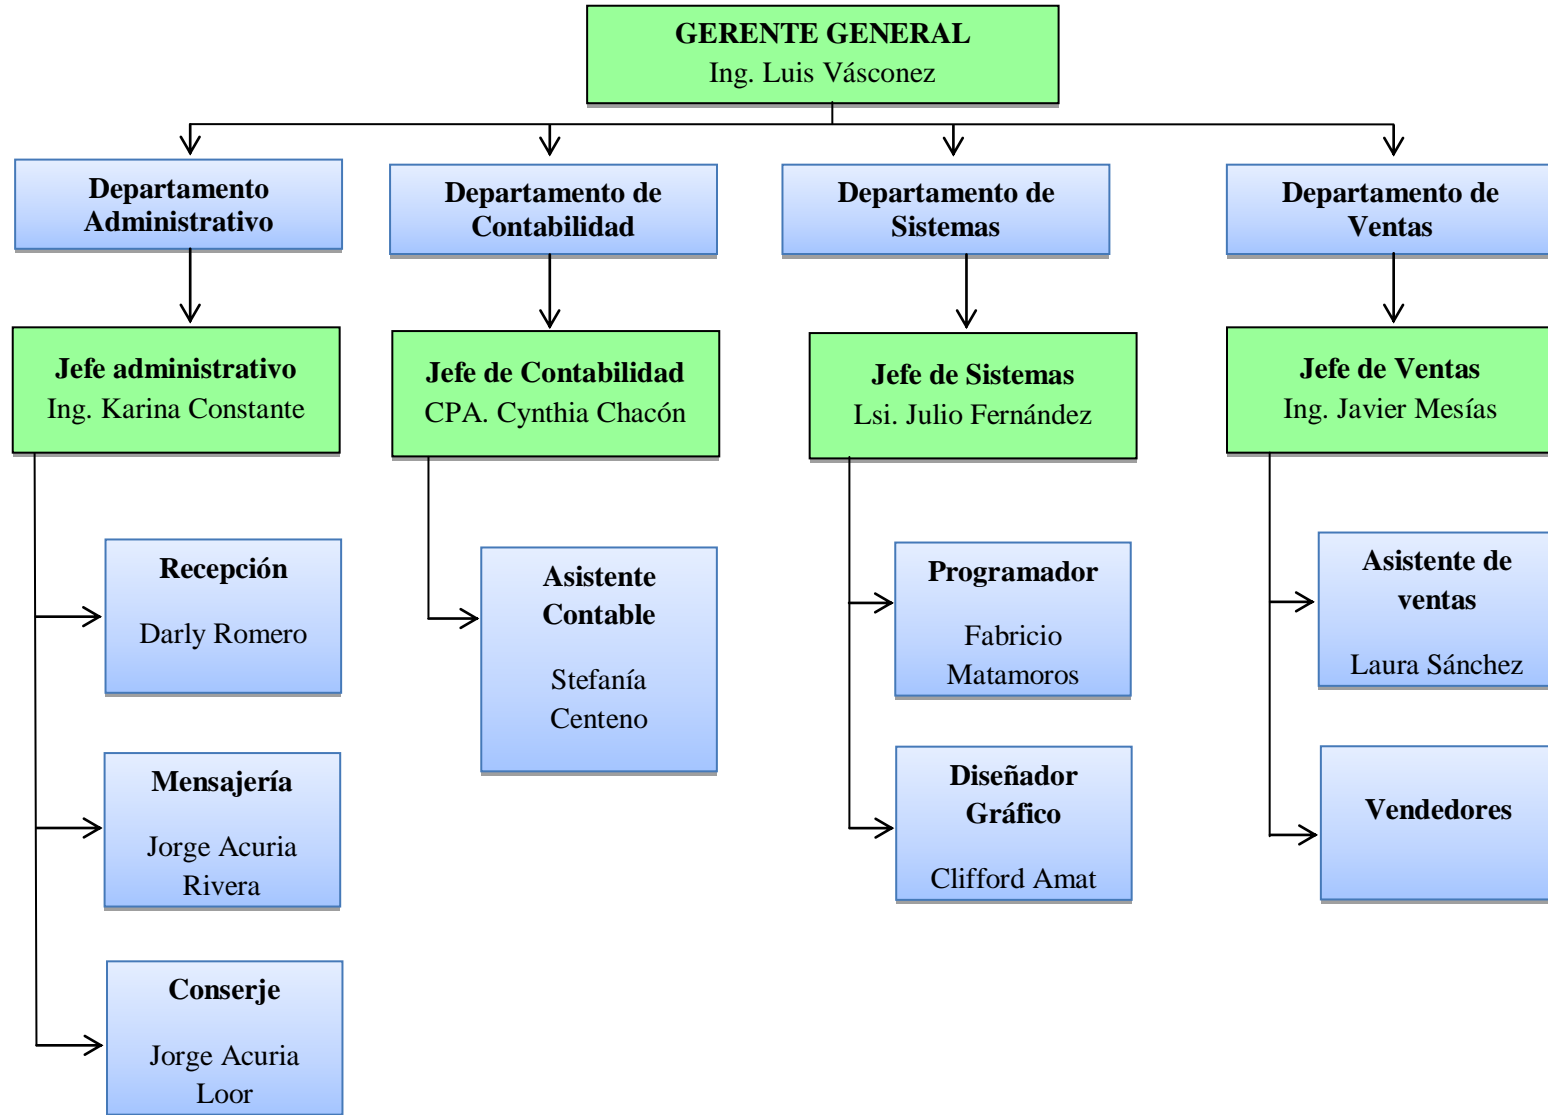 GERENTE GENERAL
Ing. Luis Vásconez
Departamento
Administrativo
Departamento de
Contabilidad
Departamento de
Sistemas
Departamento de
Ventas
Jefe administrativo
Ing. Karina Constante
Jefe de Contabilidad
CPA. Cynthia Chacón
Jefe de Sistemas
Lsi. Julio Fernández
Jefe de Ventas
Ing. Javier Mesías
Recepción
Darly Romero
Asistente
Contable
Stefanía
Centeno
Programador
Fabricio
Matamoros
Asistente de
ventas
Laura Sánchez
Mensajería
Jorge Acuria
Rivera
Diseñador
Gráfico
Clifford Amat
Vendedores
Conserje
Jorge Acuria
Loor